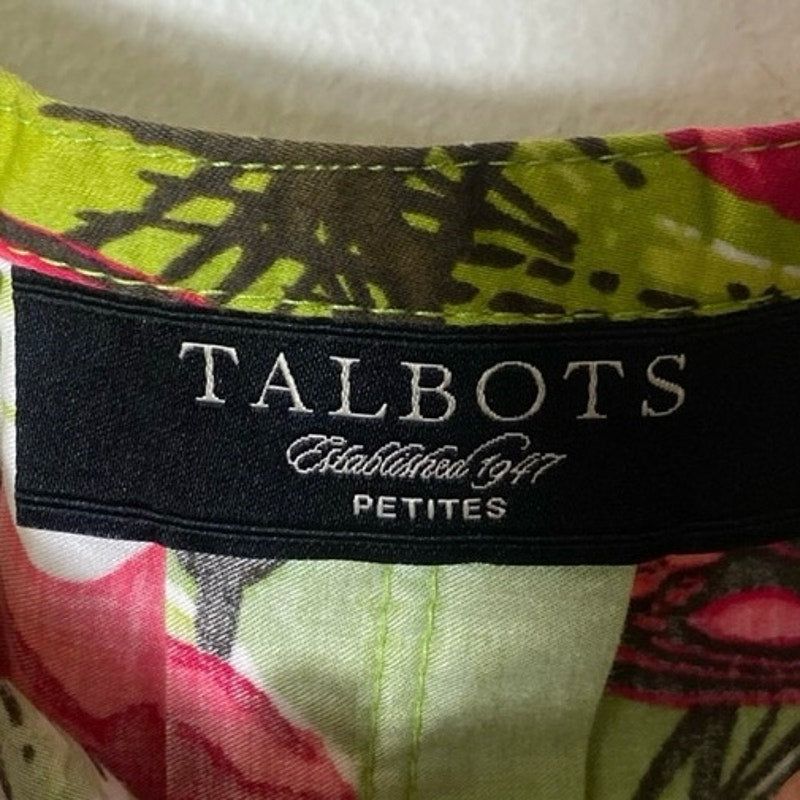 TALBOTS
Established 1947
PETITES